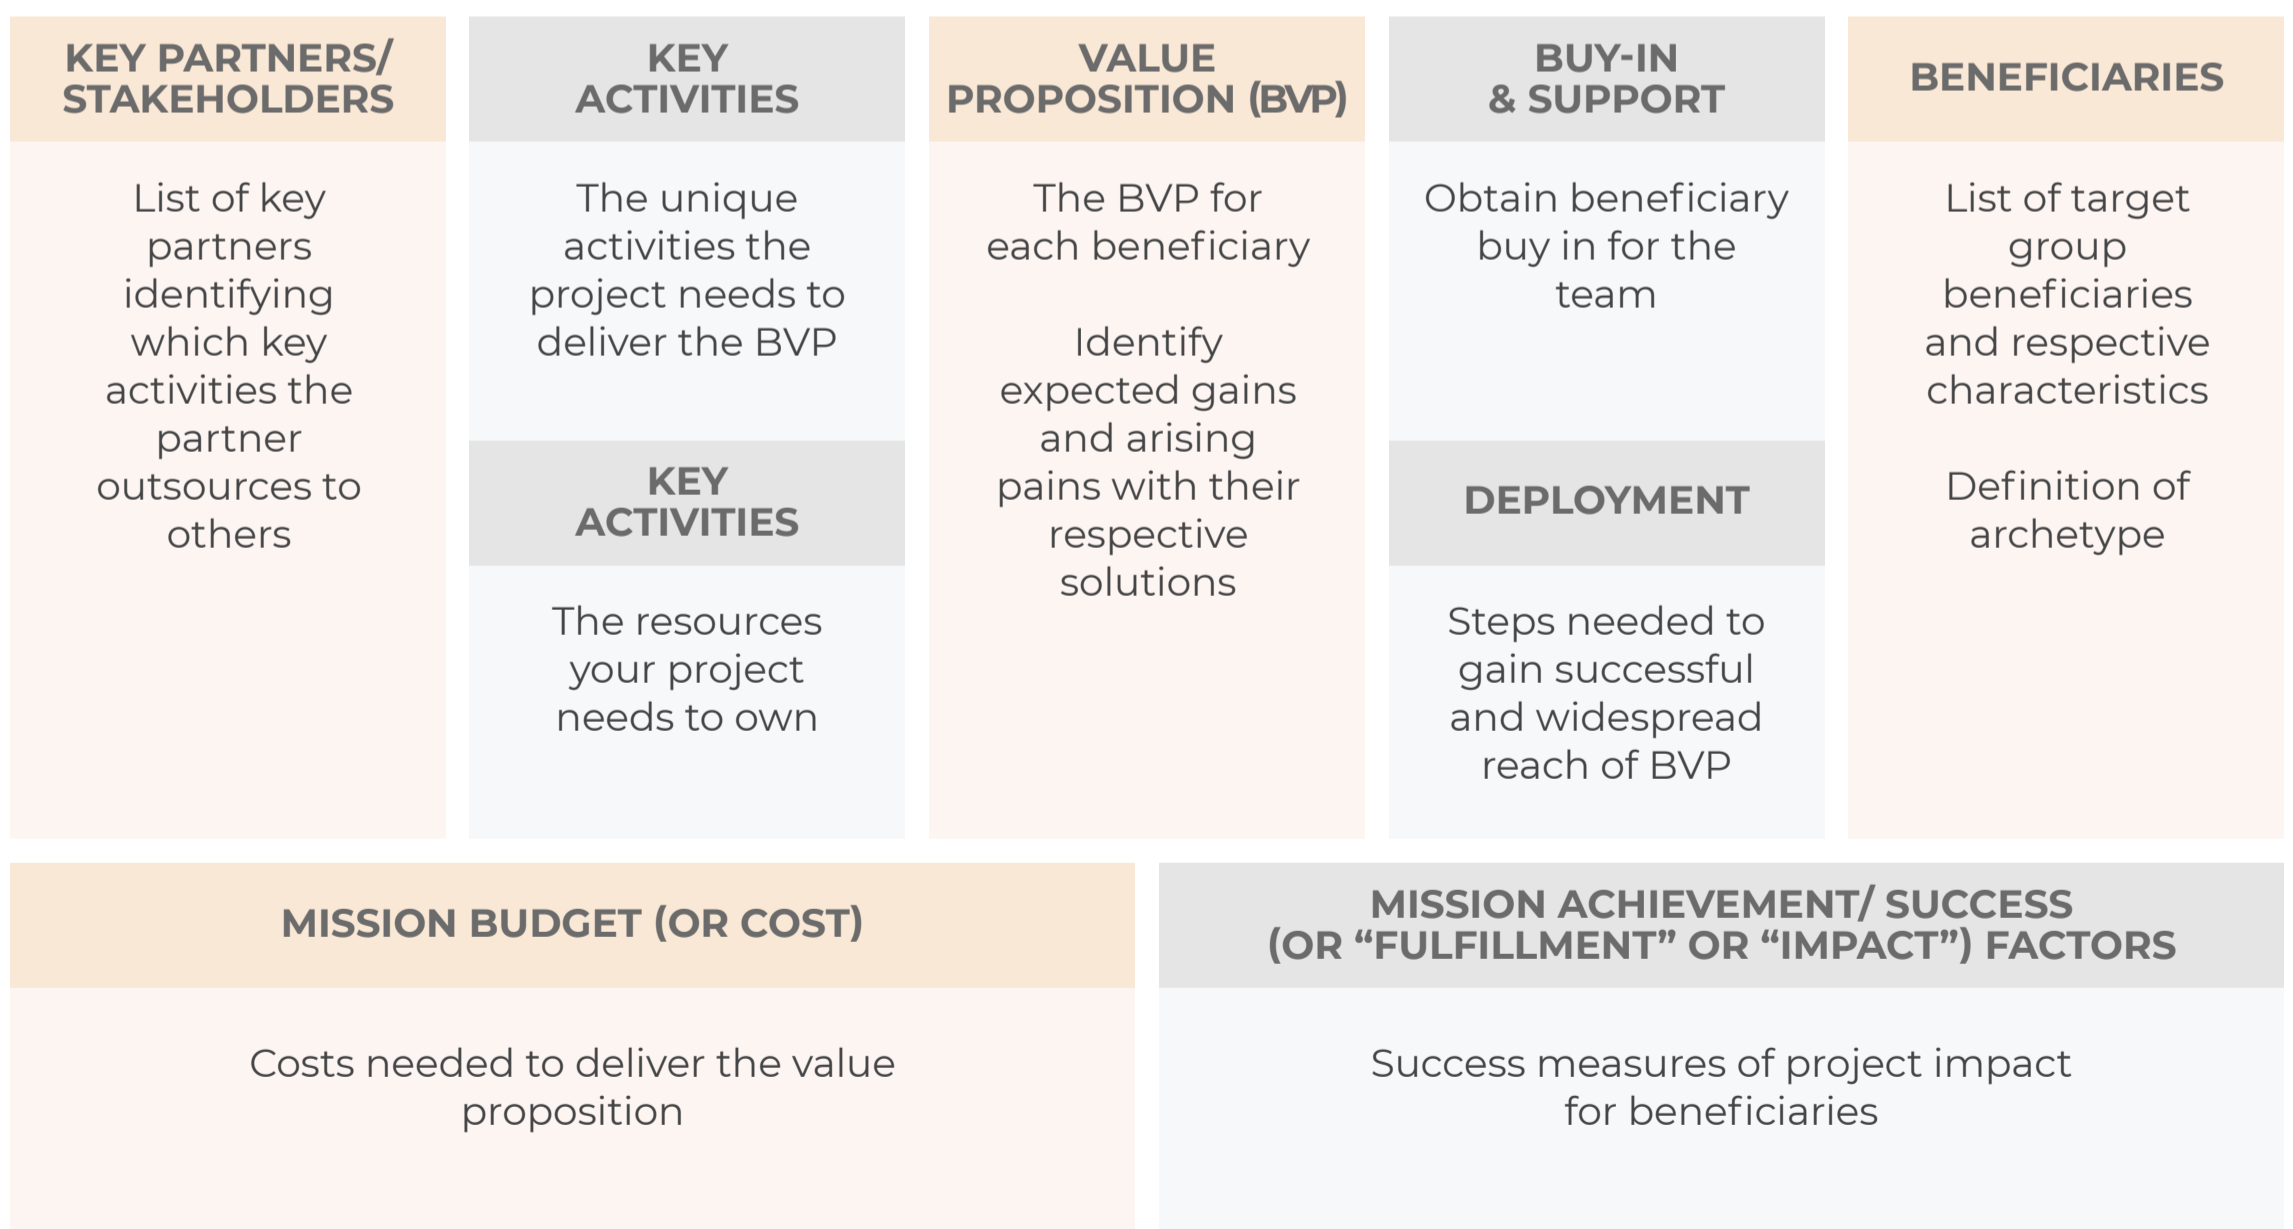 KEY PARTNERS/
STAKEHOLDERS
List of key
partners
identifying
which key
activities the
partner
outsources to
others
KEY
ACTIVITIES
The unique
activities the
project needs to
deliver the BVP
KEY
ACTIVITIES
The resources
your project
needs to own
VALUE
PROPOSITION (BVP)
The BVP for
each beneficiary
Identify
expected gains
and arising
pains with their
respective
solutions
BUY-IN
& SUPPORT
Obtain beneficiary
buy in for the
team
DEPLOYMENT
Steps needed to
gain successful
and widespread
reach of BVP
BENEFICIARIES
List of target
group
beneficiaries
and respective
characteristics
Definition of
archetype
MISSION BUDGET (OR COST)
Costs needed to deliver the value
proposition
MISSION ACHIEVEMENT/ SUCCESS
(OR “FULFILLMENT” OR “IMPACT”) FACTORS
Success measures of project impact
for beneficiaries